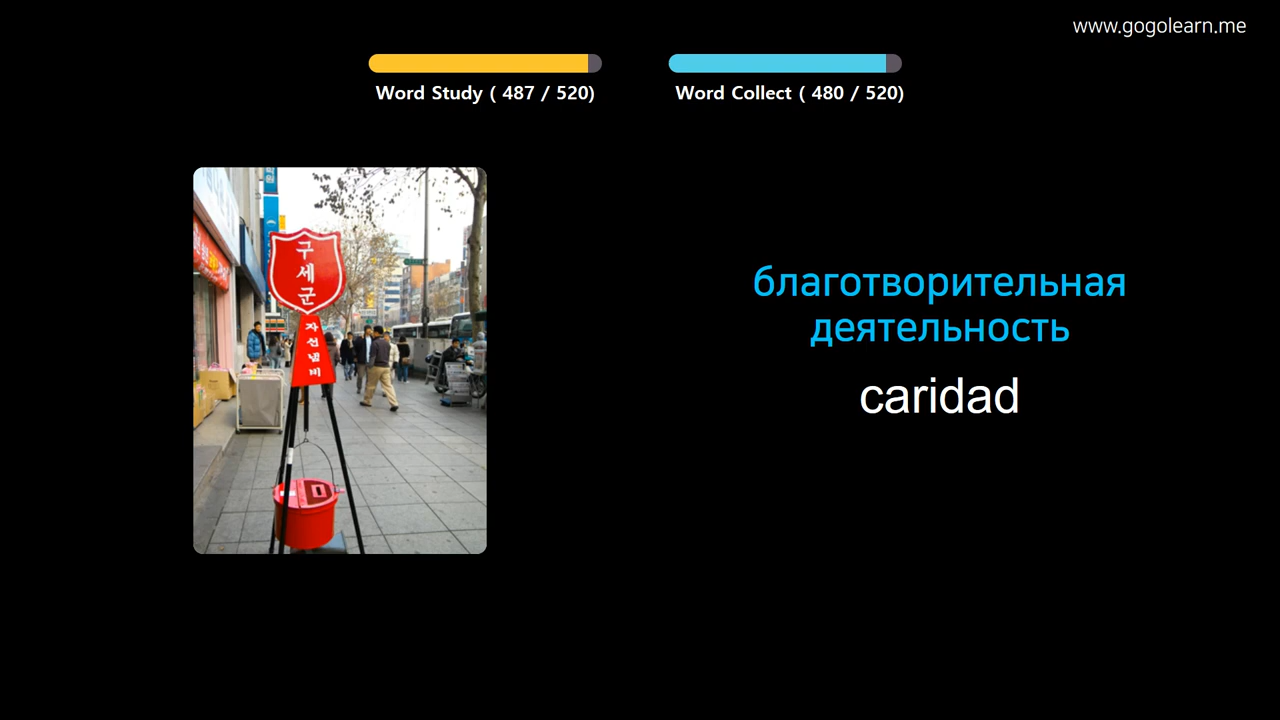 www.gogolearn.me
Word Study ( 487 / 520)
Word Collect ( 480 / 520)
구
세
군
자
선
냄
비
благотворительная
деятельность
caridad